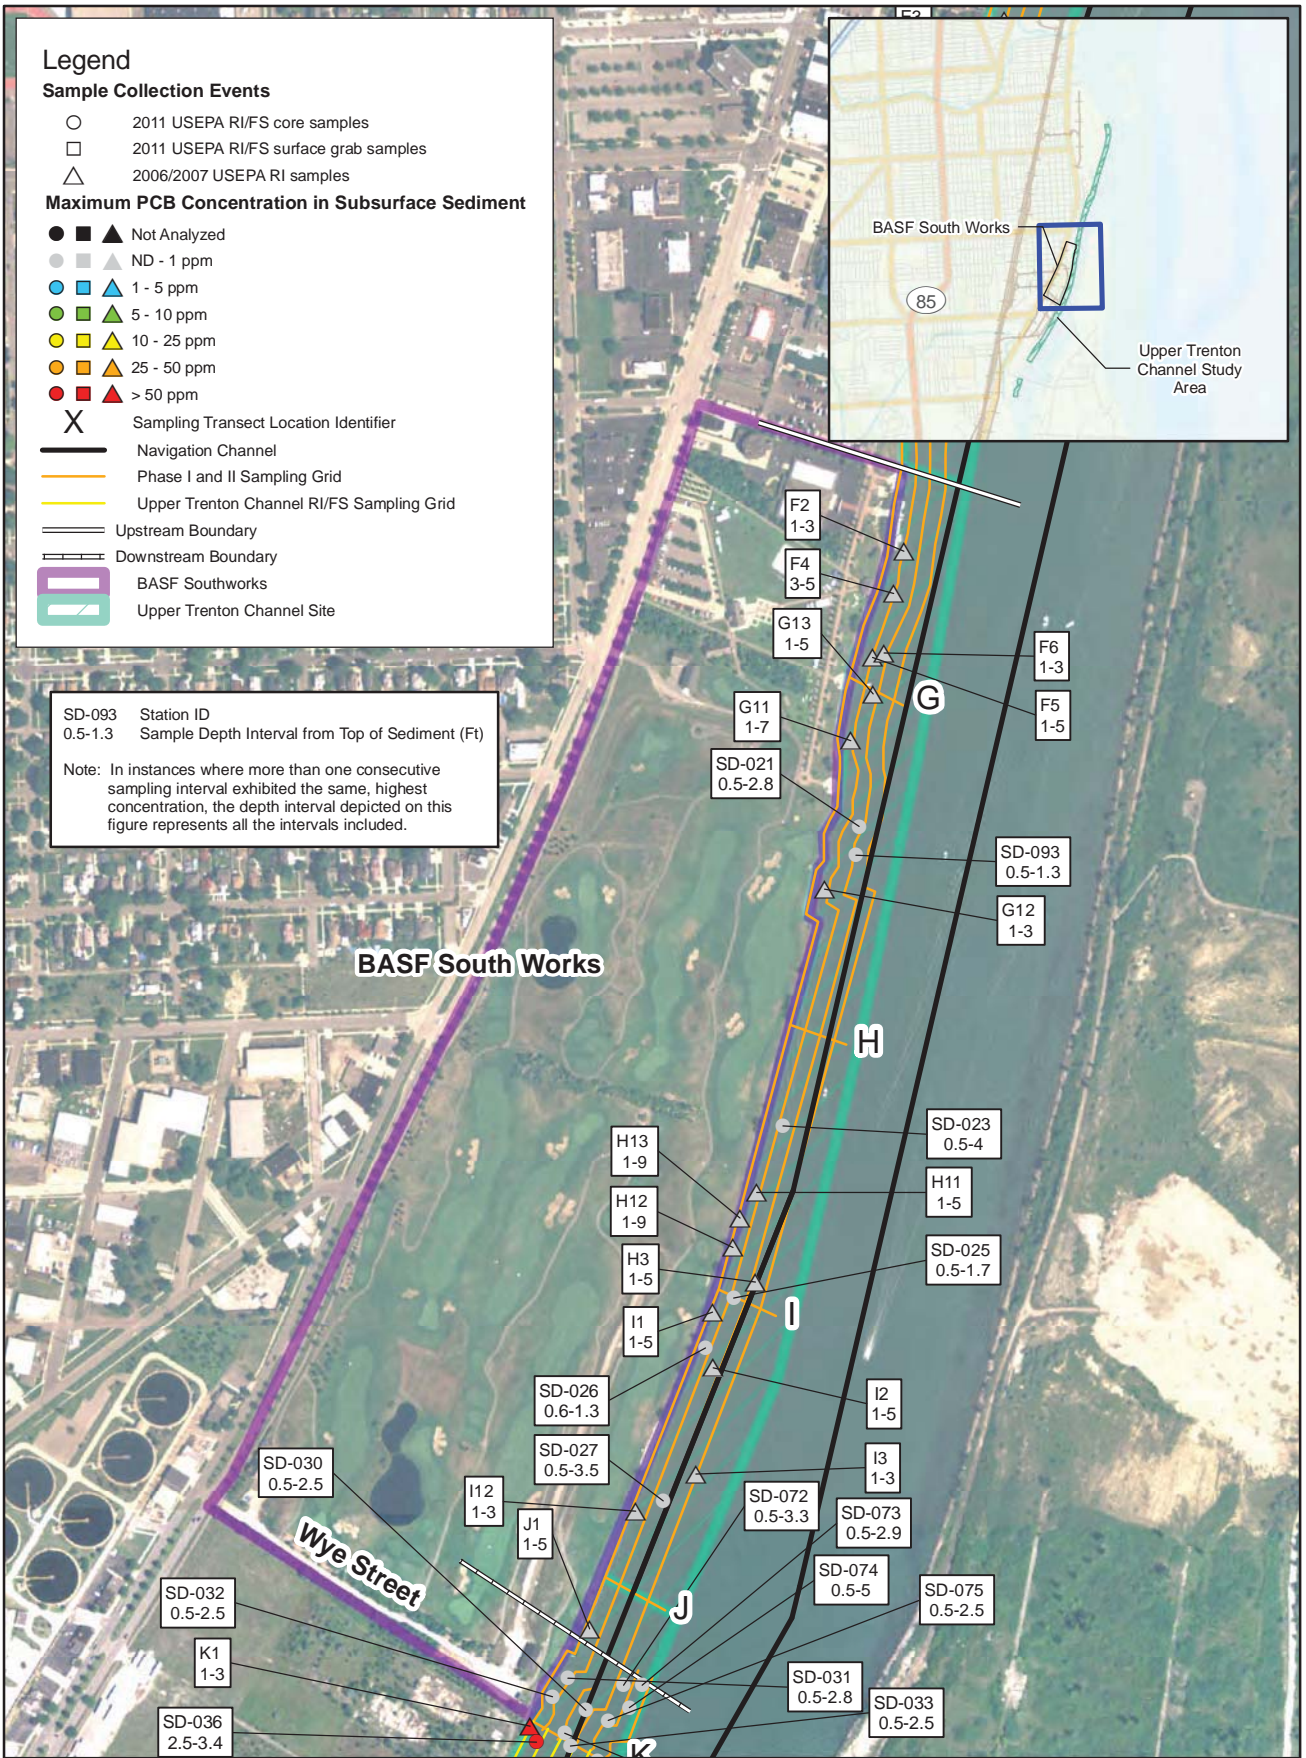 Legend
Sample Collection Events
2011 USEPA RI/FS core samples
2011 USEPA RI/FS surface grab samples
2006/2007 USEPA RI samples
Maximum PCB Concentration in Subsurface Sediment
Not Analyzed
ND - 1 ppm
1 - 5 ppm
5 - 10 ppm
10 - 25 ppm
25 - 50 ppm
> 50 ppm
X Sampling Transect Location Identifier
Navigation Channel
Phase I and II Sampling Grid
Upper Trenton Channel RI/FS Sampling Grid
Upstream Boundary
Downstream Boundary
BASF Southworks
Upper Trenton Channel Site
SD-093 Station ID
0.5-1.3 Sample Depth Interval from Top of Sediment (Ft)
Note: In instances where more than one consecutive
sampling interval exhibited the same, highest
concentration, the depth interval depicted on this
figure represents all the intervals included.
BASF South Works
85
Upper Trenton
Channel Study
Area
F2
1-3
F4
3-5
G13
1-5
F6
1-3
F5
1-5
G
G11
1-7
SD-021
0.5-2.8
SD-093
0.5-1.3
G12
1-3
BASF South Works
H
SD-023
0.5-4
H13
1-9
H11
1-5
H12
1-9
SD-025
0.5-1.7
H3
1-5
I
I1
1-5
SD-026
0.6-1.3
I2
1-5
SD-027
0.5-3.5
I3
1-3
SD-030
0.5-2.5
I12
1-3
SD-072
0.5-3.3
SD-073
0.5-2.9
J1
1-5
SD-074
0.5-5
Wye Street
SD-075
0.5-2.5
J
SD-032
0.5-2.5
K1
1-3
SD-031
0.5-2.8
SD-033
0.5-2.5
SD-036
2.5-3.4
K